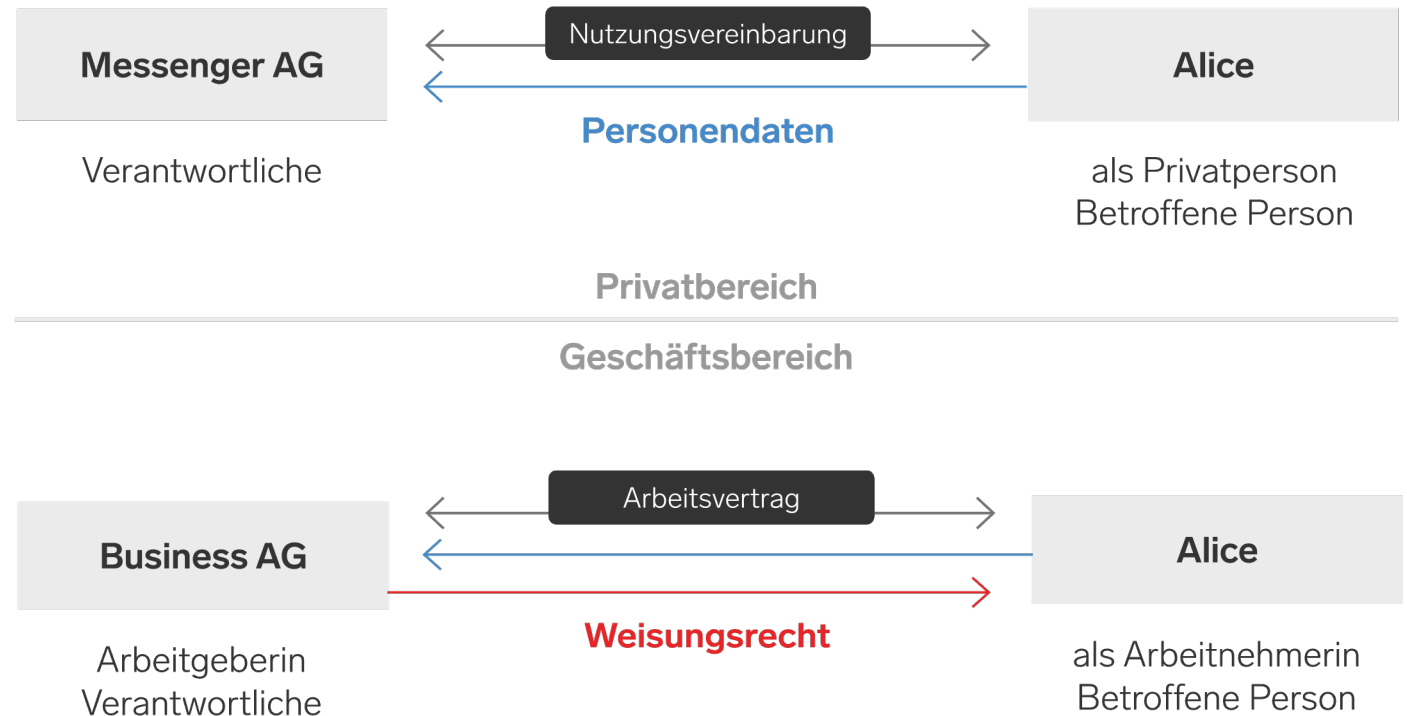 Messenger AG
Nutzungsvereinbarung
Alice
Personendaten
Verantwortliche
als Privatperson
Betroffene Person
Privatbereich
Geschäftsbereich
Business AG
Arbeitsvertrag
Alice
Weisungsrecht
Arbeitgeberin
Verantwortliche
als Arbeitnehmerin
Betroffene Person